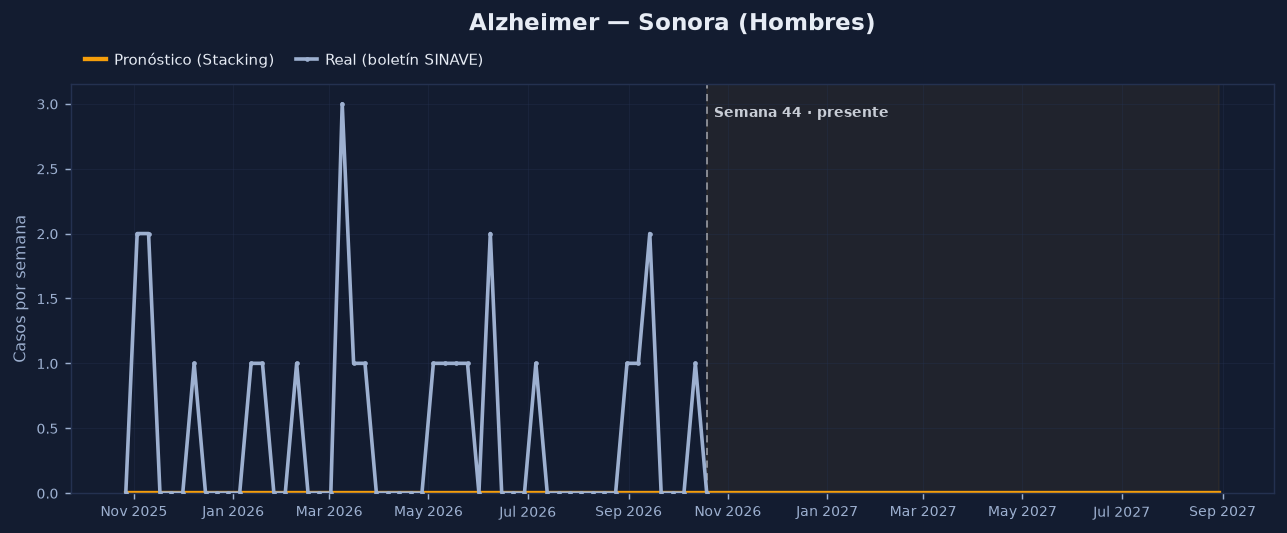 Alzheimer — Sonora (Hombres)
Pronóstico (Stacking)
Real (boletín SINAVE)
Semana 44 · presente
Casos por semana
3.0
2.5
2.0
1.5
1.0
0.5
0.0
Nov 2025
Jan 2026
Mar 2026
May 2026
Jul 2026
Sep 2026
Nov 2026
Jan 2027
Mar 2027
May 2027
Jul 2027
Sep 2027